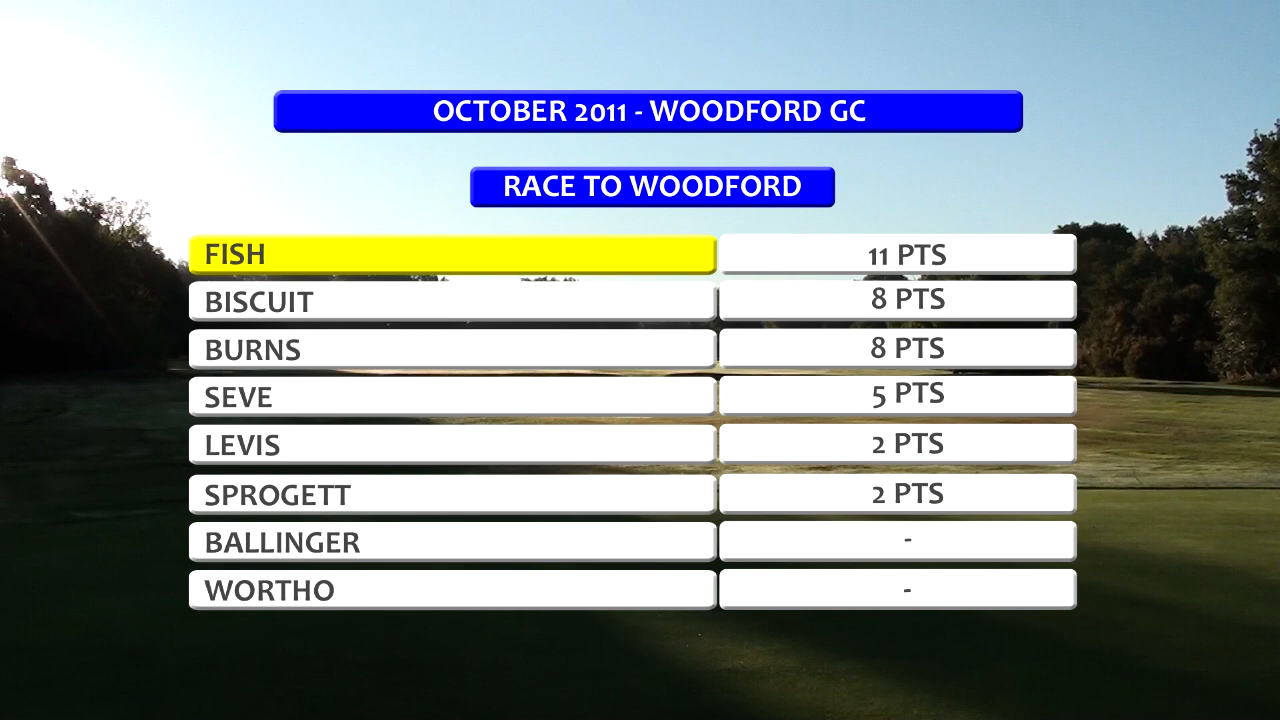 OCTOBER 2011 - WOODFORD GC
RACE TO WOODFORD
FISH 11 PTS
BISCUIT 8 PTS
BURNS 8 PTS
SEVE 5 PTS
LEVIS 2 PTS
SPROGETT 2 PTS
BALLINGER -
WORTHO -